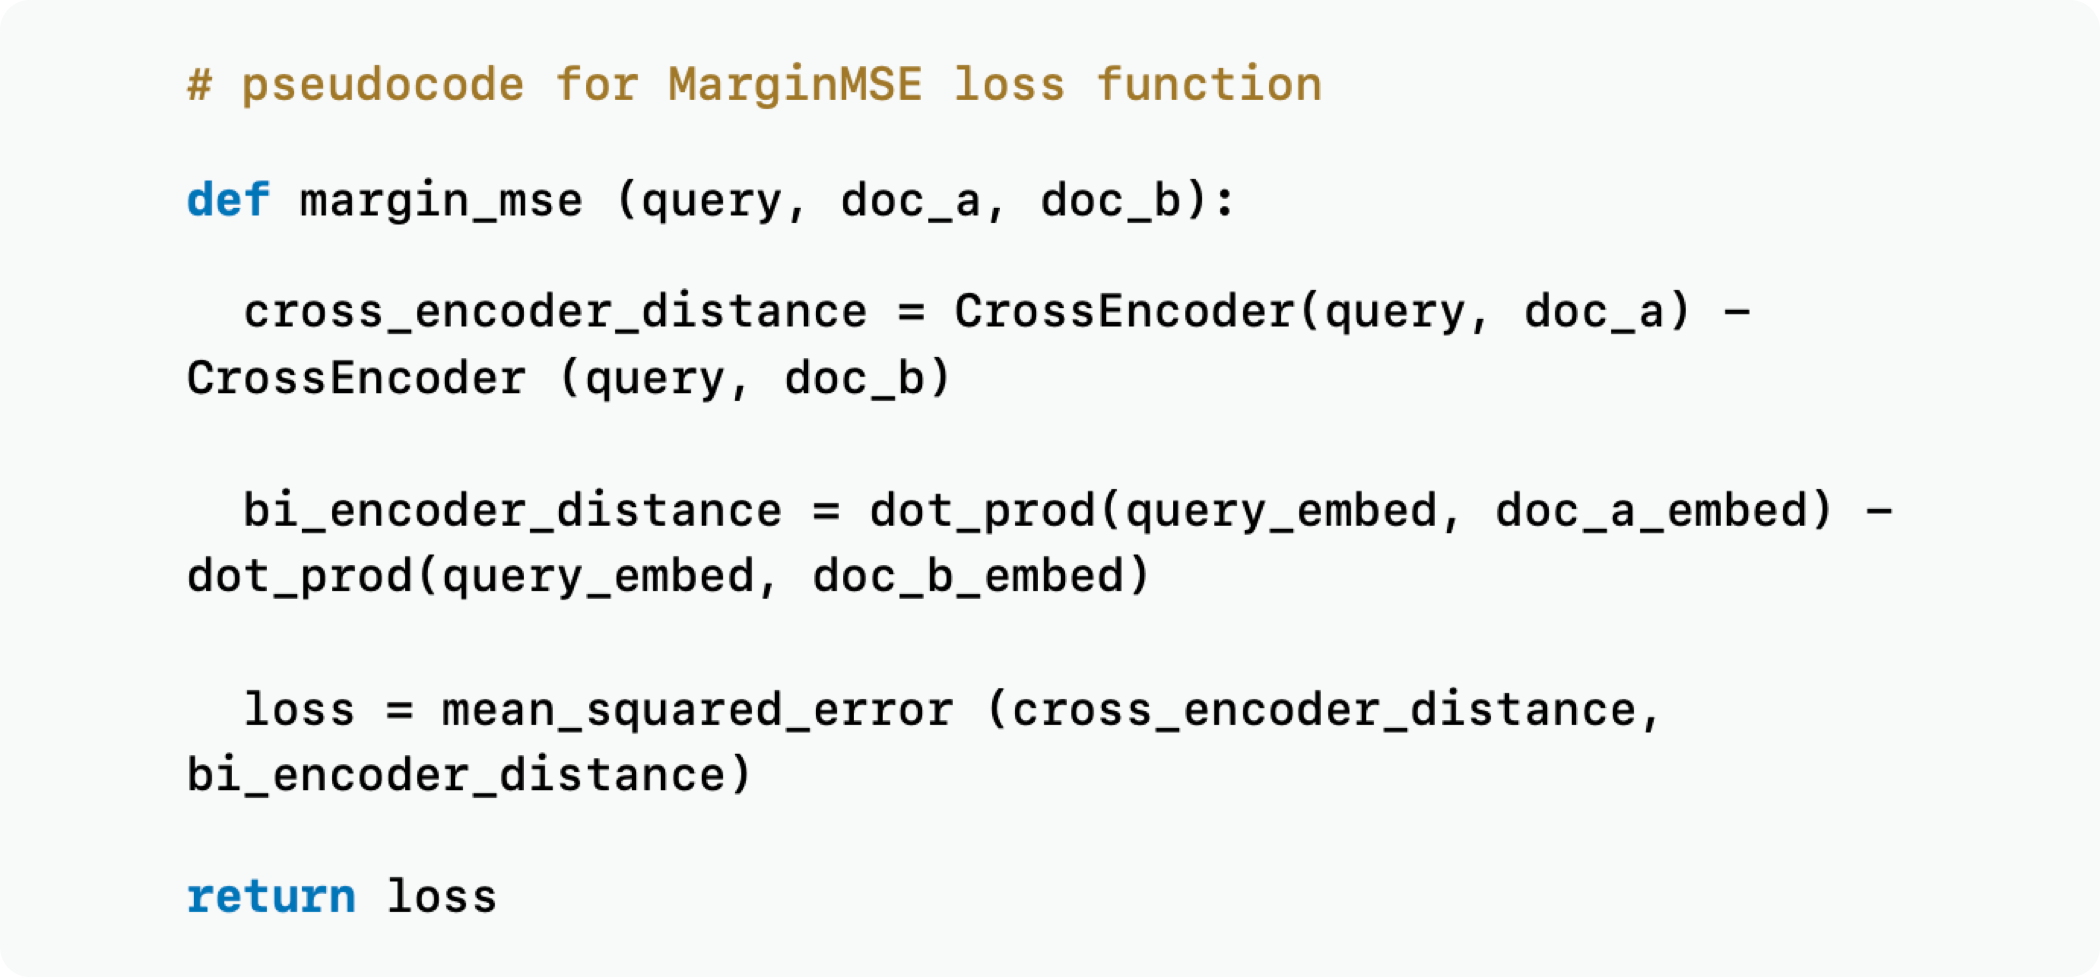 # pseudocode for MarginMSE loss function
def margin_mse (query, doc_a, doc_b):
cross_encoder_distance = CrossEncoder(query, doc_a) –
CrossEncoder (query, doc_b)
bi_encoder_distance = dot_prod(query_embed, doc_a_embed) –
dot_prod(query_embed, doc_b_embed)
loss = mean_squared_error (cross_encoder_distance,
bi_encoder_distance)
return loss